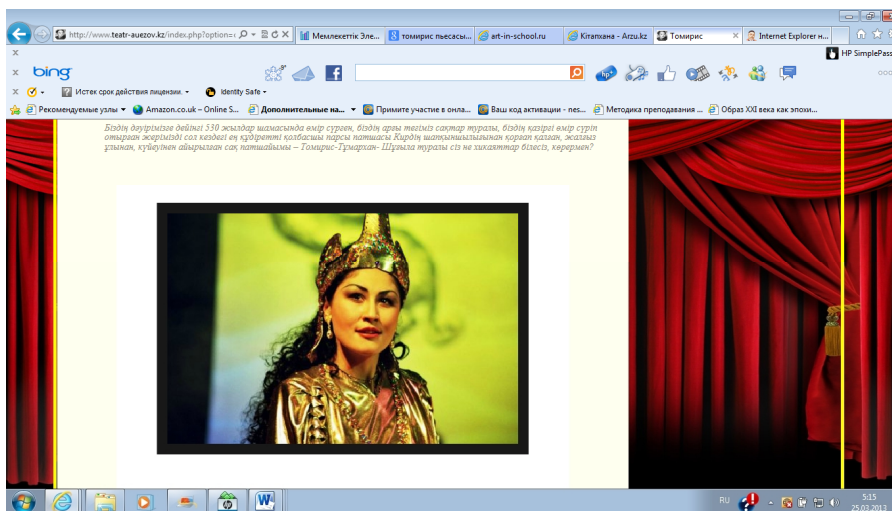 http://www.teatr-auezov.kz/index.php?option=
Мемлекеттік Эле...
томирис пьесасы...
art-in-school.ru
Кітапхана - Arzu.kz
Томирис
Internet Explorer н...
HP SimplePass
bing
Истек срок действия лицензии.
Identity Safe
Рекомендуемые узлы
Amazon.co.uk – Online S...
Дополнительные на...
Примите участие в онла...
Ваш код активации - nes...
Методика преподавания ...
Образ XXI века как эпохи...
Біздің дәуірімізге дейінгі 530 жылдар шамасында өмір сүрген, біздің арғы тегіміз сақтар туралы, біздің қазіргі өмір сүріп
отырған жерімізді сол кездегі ең құдіретті қолбасшы парсы патшасы Кирдің шапқыншылығынан қорған қалған, жалғыз
ұлынан, күйеуінен айырылған сақ патшайымы – Томирис-Тұмархан- Шұғыла туралы сіз не хикаяттар білесіз, көрермен?
RU
5:15
25.03.2013